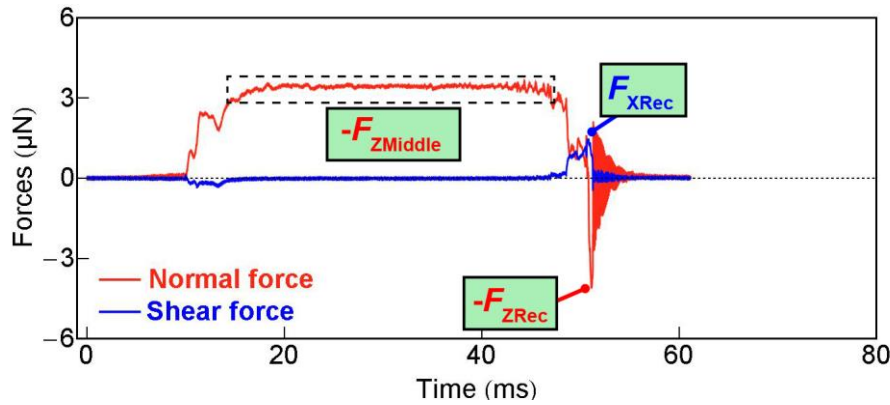 6
3
0
−3
−6
Forces (μN)
-FZMiddle
FXRec
-FZRec
Normal force
Shear force
0
20
40
60
80
Time (ms)